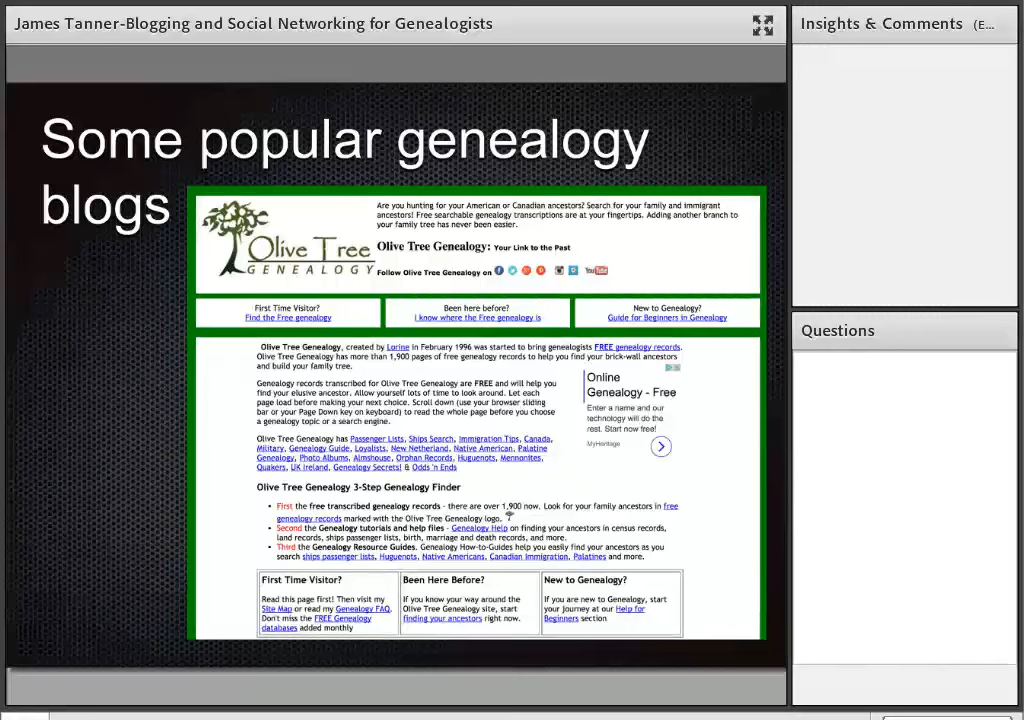 James Tanner-Blogging and Social Networking for Genealogists
Insights & Comments (E...
Some popular genealogy
blogs
Are you hunting for your American or Canadian ancestors? Search for your family and immigrant
ancestors! Free searchable genealogy transcriptions are at your fingertips. Adding another branch to
your family tree has never been easier.
Olive Tree
GENEALOGY
Olive Tree Genealogy: Your Link to the Past
Follow Olive Tree Genealogy on
You Tube
First Time Visitor?
Find the Free genealogy
Been here before?
I know where the Free genealogy is
New to Genealogy?
Guide for Beginners in Genealogy
Olive Tree Genealogy, created by Lorine in February 1996 was started to bring genealogists FREE genealogy records.
Olive Tree Genealogy has more than 1,900 pages of free genealogy records to help you find your brick-wall ancestors
and build your family tree.
Genealogy records transcribed for Olive Tree Genealogy are FREE and will help you
find your elusive ancestor. Allow yourself lots of time to look around. Let each
page load before making your next choice. Scroll down (use your browser sliding
bar or your Page Down key on keyboard) to read the whole page before you choose
a genealogy topic or a search engine.
Online
Genealogy - Free
Enter a name and our
technology will do the
rest. Start now free!
MyHeritage
Olive Tree Genealogy has Passenger Lists, Ships Search, Immigration Tips, Canada,
Military, Genealogy Guide, Loyalists, New Netherland, Native American, Palatine
Genealogy, Photo Albums, Almshouse, Orphan Records, Huguenots, Mennonites,
Quakers, UK Ireland, Genealogy Secrets! & Odds 'n Ends
Olive Tree Genealogy 3-Step Genealogy Finder
• First the free transcribed genealogy records - there are over 1,900 now. Look for your family ancestors in free
genealogy records marked with the Olive Tree Genealogy logo.
• Second the Genealogy tutorials and help files - Genealogy Help on finding your ancestors in census records,
land records, ships passenger lists, birth, marriage and death records, and more.
• Third the Genealogy Resource Guides. Genealogy How-to-Guides help you easily find your ancestors as you
search ships passenger lists, Huguenots, Native Americans, Canadian Immigration, Palatines and more.
First Time Visitor?
Read this page first! Then visit my
Site Map or read my Genealogy FAQ.
Don't miss the FREE Genealogy
databases added monthly
Been Here Before?
If you know your way around the
Olive Tree Genealogy site, start
finding your ancestors right now.
New to Genealogy?
If you are new to Genealogy, start
your journey at our Help for
Beginners section
Questions